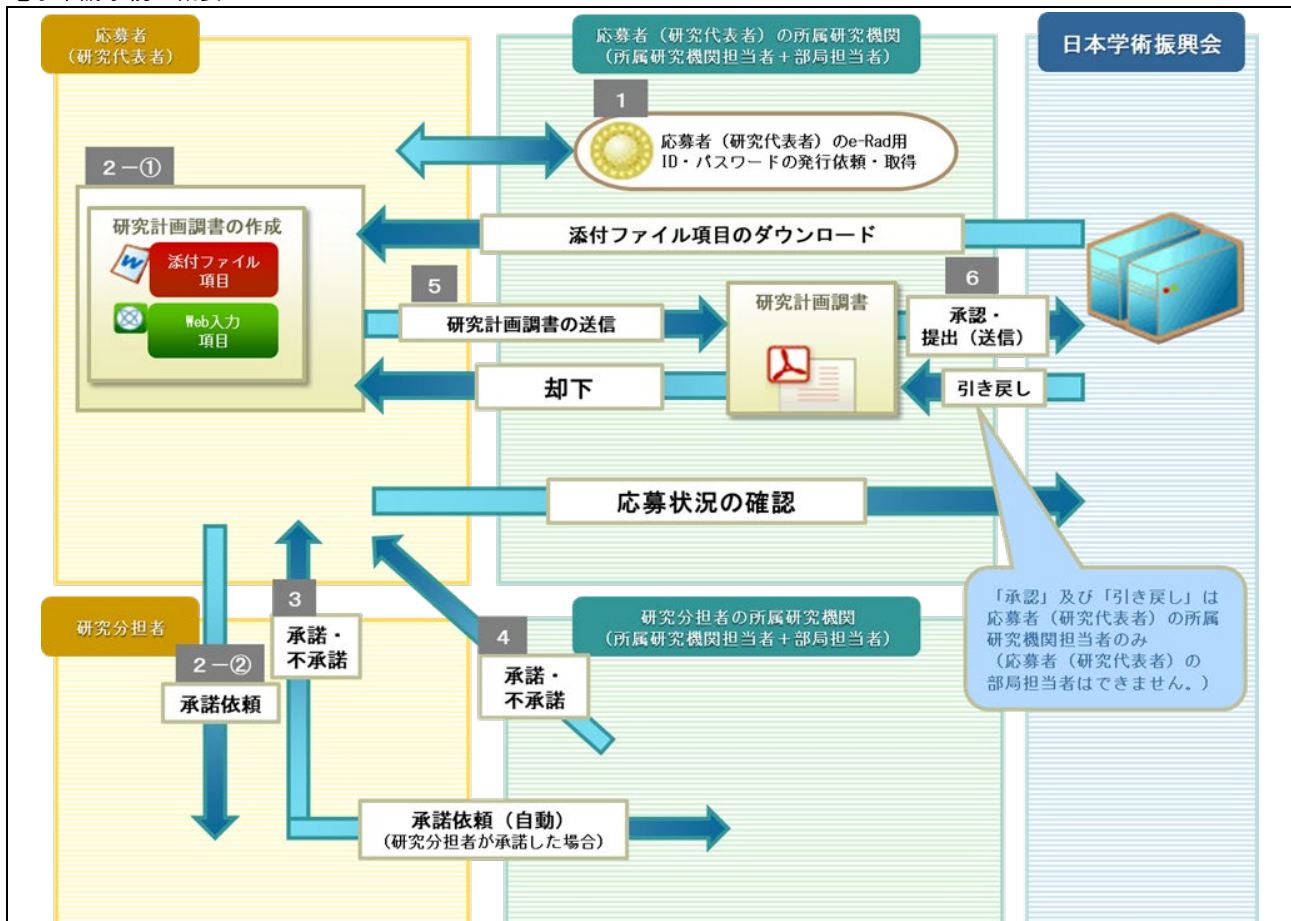 応募者
(研究代表者)
応募者（研究代表者）の所属研究機関
(所属研究機関担当者＋部局担当者)
日本学術振興会
1
応募者（研究代表者）のe-Rad用
ID・パスワードの発行依頼・取得
2－①
研究計画調書の作成
添付ファイル
項目
Web入力
項目
添付ファイル項目のダウンロード
5
研究計画調書の送信
研究計画調書
6
承認・
提出（送信）
却下
引き戻し
応募状況の確認
「承認」及び「引き戻し」は
応募者（研究代表者）の所属
研究機関担当者のみ
（応募者（研究代表者）の
部局担当者はできません。）
研究分担者
3
承諾・
不承諾
2－②
承諾依頼
4
承諾・
不承諾
研究分担者の所属研究機関
(所属研究機関担当者＋部局担当者)
承諾依頼（自動）
(研究分担者が承諾した場合)